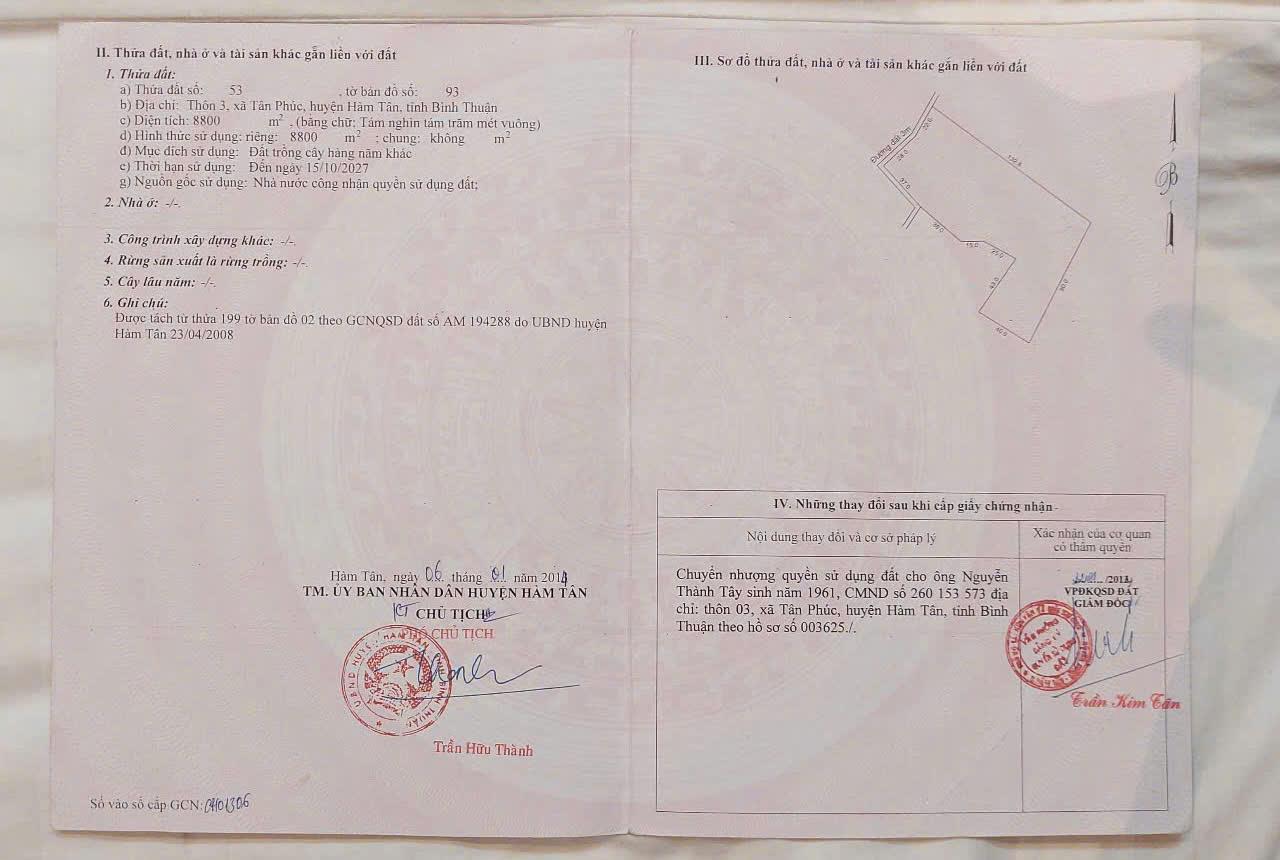 II. Thửa đất, nhà ở và tài sản khác gắn liền với đất
1. Thửa đất:
a) Thửa đất số: 53 , tờ bản đồ số: 93
b) Địa chỉ: Thôn 3, xã Tân Phúc, huyện Hàm Tân, tỉnh Bình Thuận
c) Diện tích: 8800 m², (bằng chữ: Tám nghìn tám trăm mét vuông)
d) Hình thức sử dụng: riêng: 8800 m² ; chung: không m²
đ) Mục đích sử dụng: Đất trồng cây hàng năm khác
e) Thời hạn sử dụng: Đến ngày 15/10/2027
g) Nguồn gốc sử dụng: Nhà nước công nhận quyền sử dụng đất;
2. Nhà ở: -/-.
3. Công trình xây dựng khác: -/-.
4. Rừng sản xuất là rừng trồng: -/-.
5. Cây lâu năm: -/-.
6. Ghi chú:
Được tách từ thửa 199 tờ bản đồ 02 theo GCNQSD đất số AM 194288 do UBND huyện
Hàm Tân 23/04/2008
Hàm Tân, ngày 06 tháng 01 năm 201
TM. ỦY BAN NHÂN DÂN HUYỆN HÀM TÂN
KT CHỦ TỊCH
PHÓ CHỦ TỊCH
Trần Hữu Thành
Số vào sổ cấp GCN:
III. Sơ đồ thửa đất, nhà ở và tài sản khác gắn liền với đất
Đường đất 3m
IV. Những thay đổi sau khi cấp giấy chứng nhận
Nội dung thay đổi và cơ sở pháp lý
Xác nhận của cơ quan
có thẩm quyền
Chuyển nhượng quyền sử dụng đất cho ông Nguyễn
Thành Tây sinh năm 1961, CMND số 260 153 573 địa
chỉ: thôn 03, xã Tân Phúc, huyện Hàm Tân, tỉnh Bình
Thuận theo hồ sơ số 003625./.
VPĐKQSD ĐẤT
GIÁM ĐỐC
Trần Kim Tân